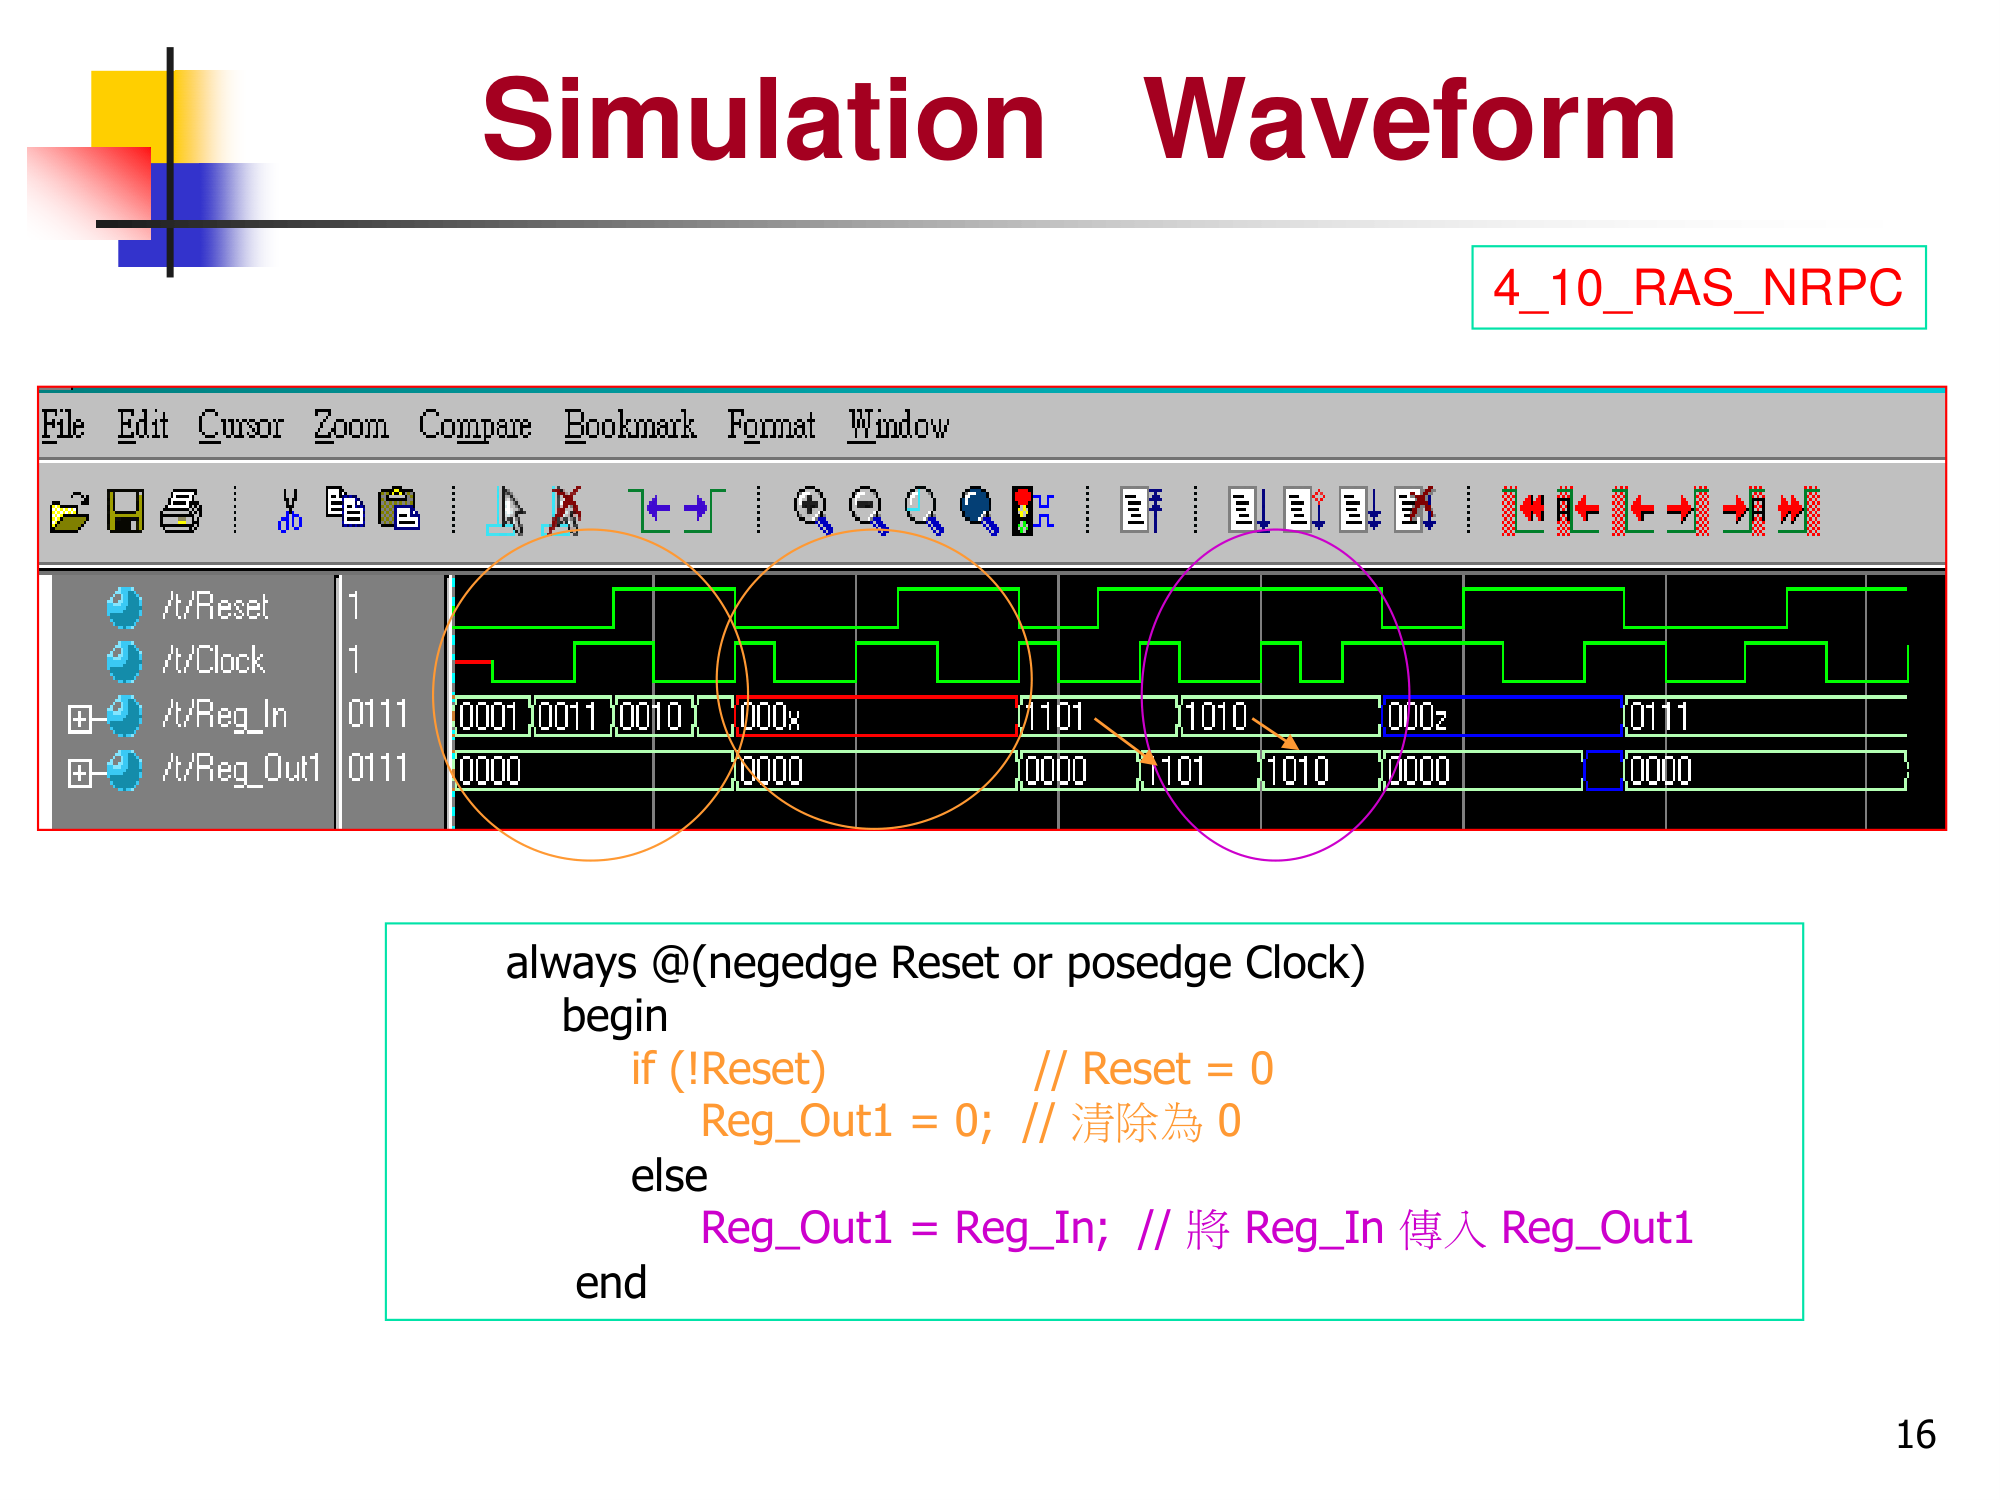 Simulation Waveform
4_10_RAS_NRPC
File Edit Cursor Zoom Compare Bookmark Format Window
/t/Reset 1
/t/Clock 1
/t/Reg_In 0111 0001 0011 0010 000x 1101 1010 000z 0111
/t/Reg_Out1 0111 0000 0000 0000 1101 1010 0000 0000
always @(negedge Reset or posedge Clock)
begin
if (!Reset) // Reset = 0
Reg_Out1 = 0; // 清除為 0
else
Reg_Out1 = Reg_In; // 將 Reg_In 傳入 Reg_Out1
end
16